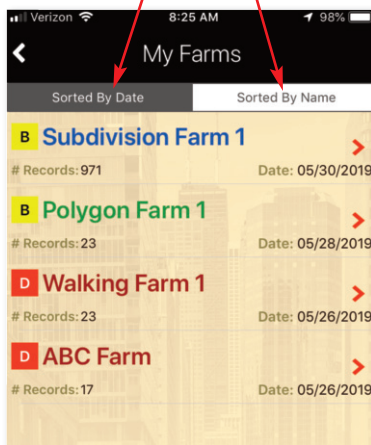 Verizon 8:25 AM 98%
My Farms
Sorted By Date Sorted By Name
B Subdivision Farm 1
# Records: 971 Date: 05/30/2019
B Polygon Farm 1
# Records: 23 Date: 05/28/2019
D Walking Farm 1
# Records: 23 Date: 05/26/2019
D ABC Farm
# Records: 17 Date: 05/26/2019